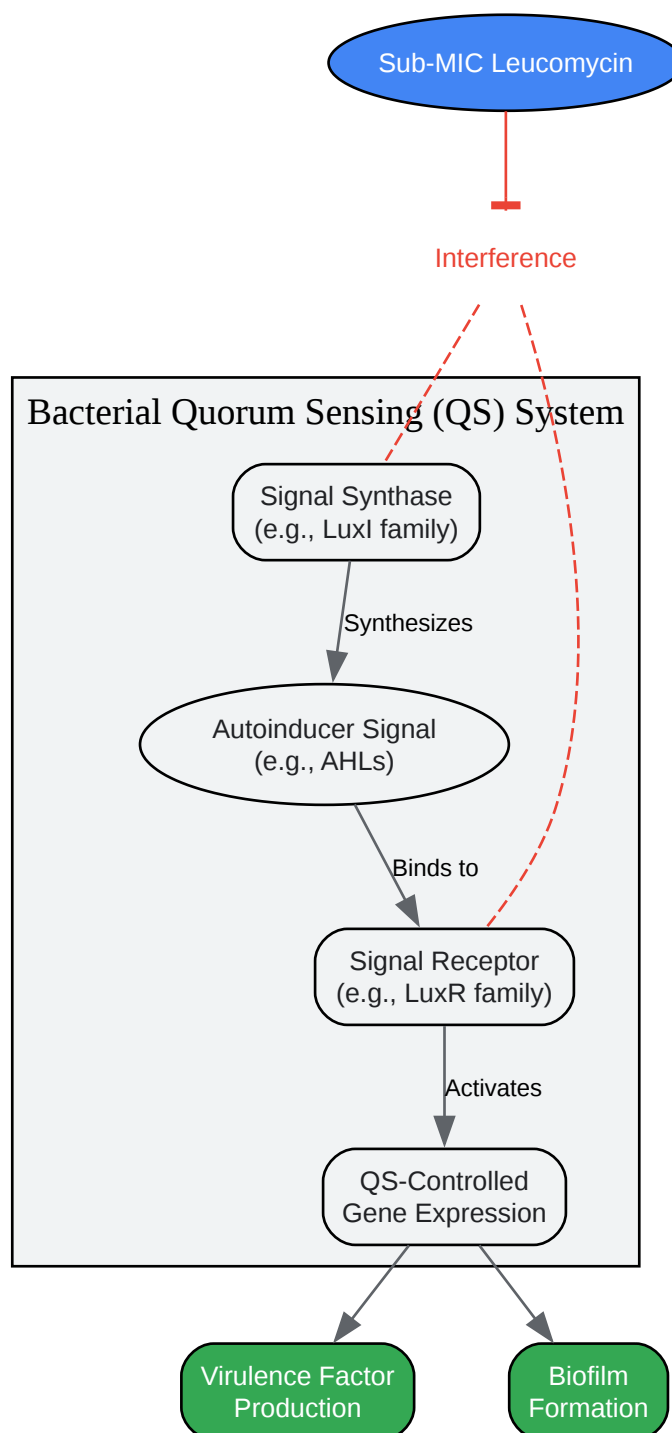 Sub-MIC Leucomycin
Interference
Bacterial Quorum Sensing (QS) System
Signal Synthase
(e.g., LuxI family)
Synthesizes
Autoinducer Signal
(e.g., AHLs)
Binds to
Signal Receptor
(e.g., LuxR family)
Activates
QS-Controlled
Gene Expression
Virulence Factor
Production
Biofilm
Formation